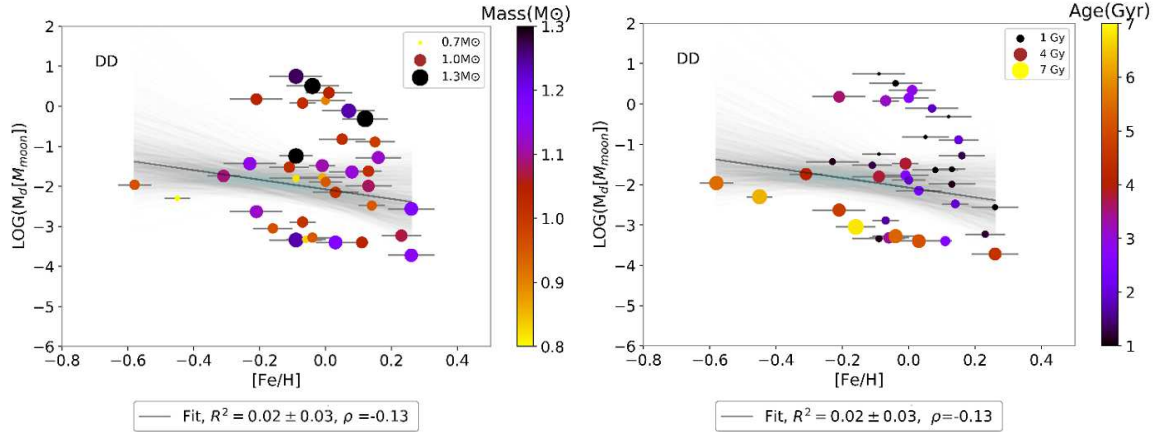 Mass(M⊙)
2
1
0
−1
−2
−3
−4
−5
−6
LOG(M_d[M_moon])
DD
0.7M⊙
1.0M⊙
1.3M⊙
1.3
1.2
1.1
1.0
0.9
0.8
−0.8 −0.6 −0.4 −0.2 0.0 0.2 0.4
[Fe/H]
Fit, R² = 0.02 ± 0.03, ρ=-0.13
Age(Gyr)
2
1
0
−1
−2
−3
−4
−5
−6
LOG(M_d[M_moon])
DD
1 Gy
4 Gy
7 Gy
7
6
5
4
3
2
1
−0.8 −0.6 −0.4 −0.2 0.0 0.2 0.4
[Fe/H]
Fit, R² = 0.02 ± 0.03, ρ=-0.13